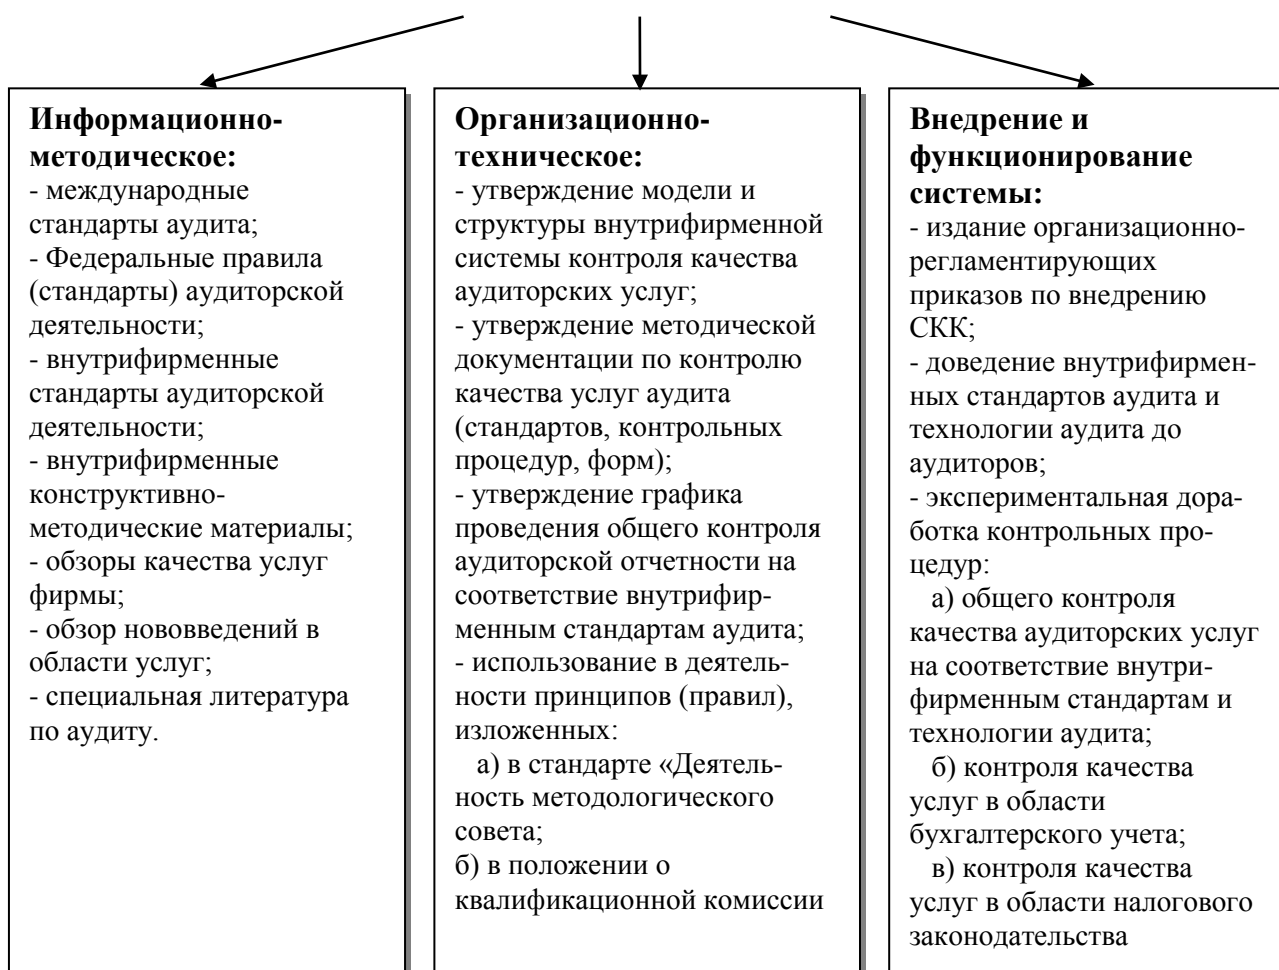 Информационно-
методическое:
- международные
стандарты аудита;
- Федеральные правила
(стандарты) аудиторской
деятельности;
- внутрифирменные
стандарты аудиторской
деятельности;
- внутрифирменные
конструктивно-
методические материалы;
- обзоры качества услуг
фирмы;
- обзор нововведений в
области услуг;
- специальная литература
по аудиту.
Организационно-
техническое:
- утверждение модели и
структуры внутрифирменной
системы контроля качества
аудиторских услуг;
- утверждение методической
документации по контролю
качества услуг аудита
(стандартов, контрольных
процедур, форм);
- утверждение графика
проведения общего контроля
аудиторской отчетности на
соответствие внутрифир-
менным стандартам аудита;
- использование в деятель-
ности принципов (правил),
изложенных:
а) в стандарте «Деятель-
ность методологического
совета;
б) в положении о
квалификационной комиссии
Внедрение и
функционирование
системы:
- издание организационно-
регламентирующих
приказов по внедрению
СКК;
- доведение внутрифирмен-
ных стандартов аудита и
технологии аудита до
аудиторов;
- экспериментальная дора-
ботка контрольных про-
цедур:
а) общего контроля
качества аудиторских услуг
на соответствие внутри-
фирменным стандартам и
технологии аудита;
б) контроля качества
услуг в области
бухгалтерского учета;
в) контроля качества
услуг в области налогового
законодательства